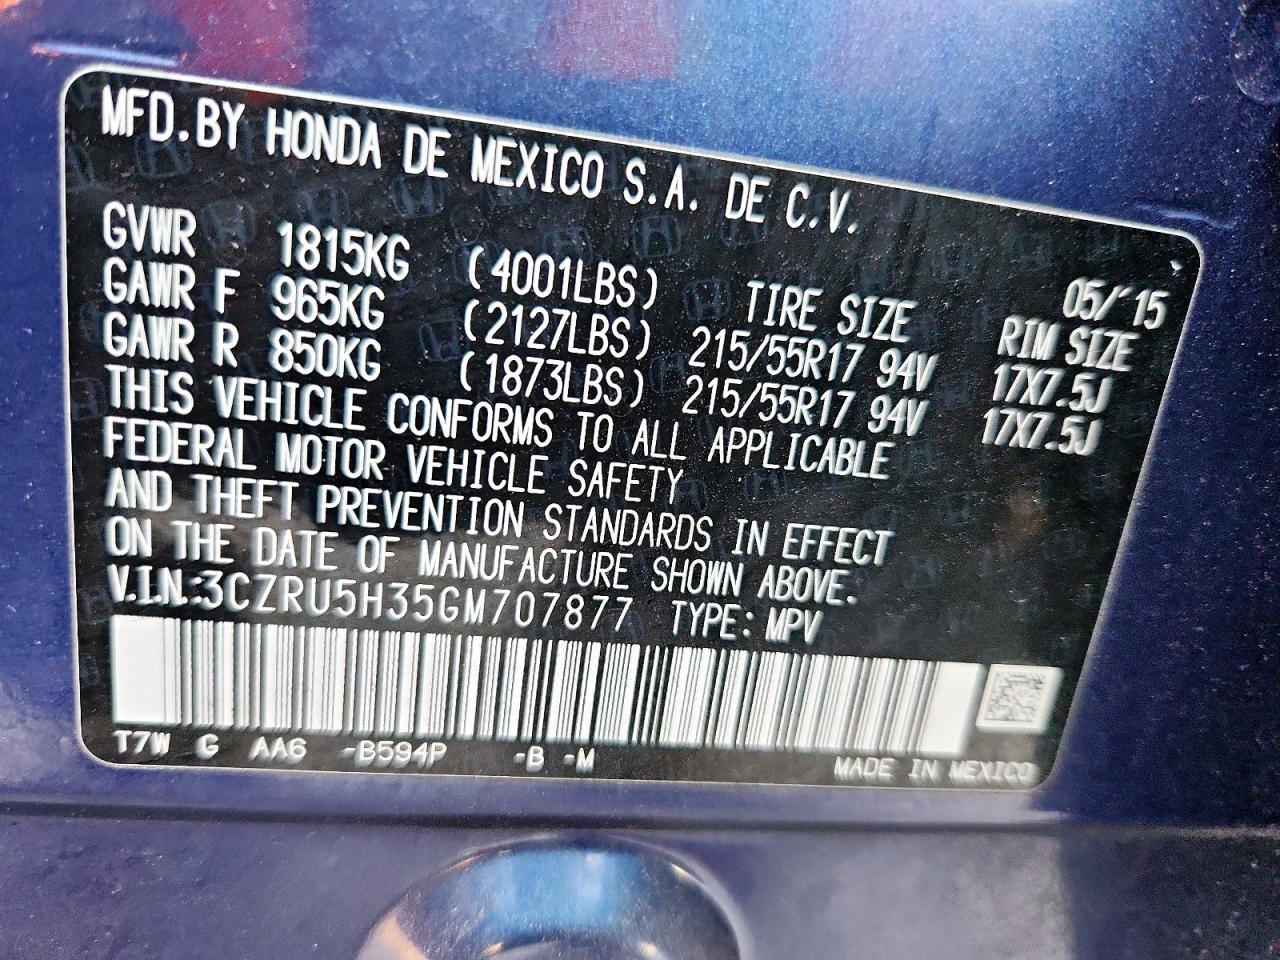 MFD.BY HONDA DE MEXICO S.A. DE C.V.
05/'15
GVWR 1815KG (4001LBS) TIRE SIZE RIM SIZE
GAWR F 965KG (2127LBS) 215/55R17 94V 17X7.5J
GAWR R 850KG (1873LBS) 215/55R17 94V 17X7.5J
THIS VEHICLE CONFORMS TO ALL APPLICABLE
FEDERAL MOTOR VEHICLE SAFETY
AND THEFT PREVENTION STANDARDS IN EFFECT
ON THE DATE OF MANUFACTURE SHOWN ABOVE.
V.I.N:3CZRU5H35GM707877 TYPE: MPV
T7W G AA6 -B594P -B -M
MADE IN MEXICO